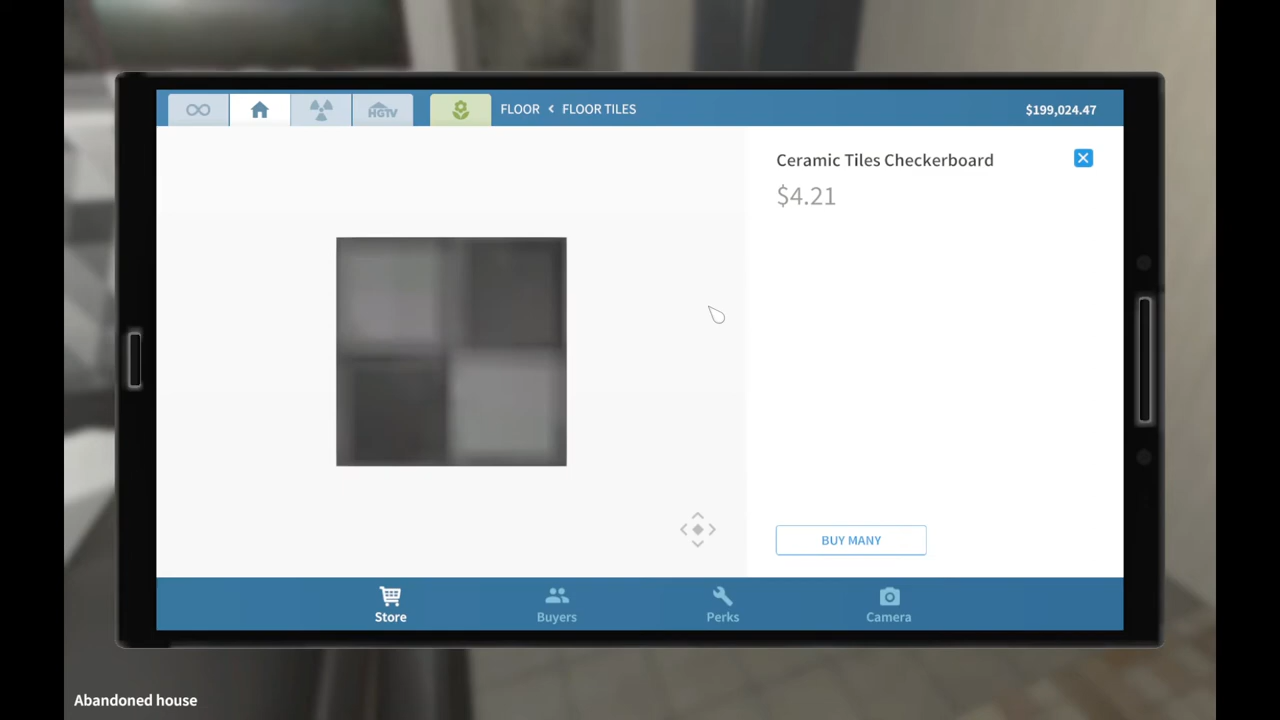 HGTV
FLOOR < FLOOR TILES
$199,024.47
Ceramic Tiles Checkerboard
$4.21
BUY MANY
Store
Buyers
Perks
Camera
Abandoned house